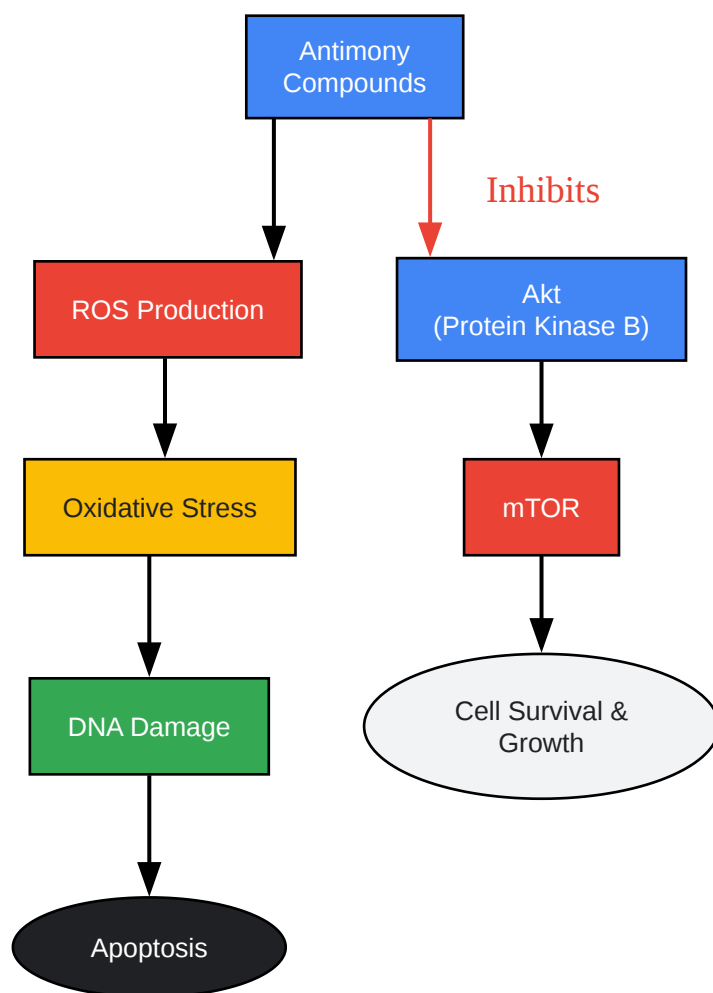 Antimony
Compounds
Inhibits
ROS Production
Akt
(Protein Kinase B)
Oxidative Stress
mTOR
DNA Damage
Cell Survival &
Growth
Apoptosis